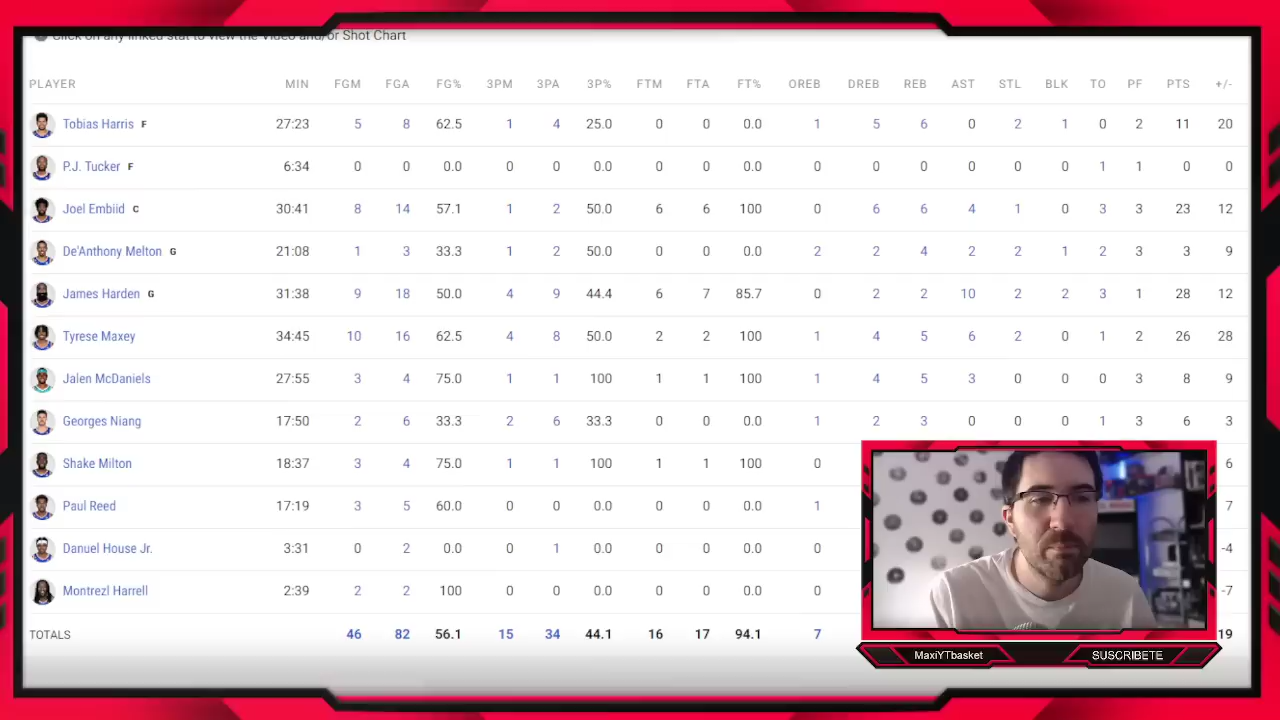 Click on any linked stat to view the Video and/or Shot Chart
PLAYER MIN FGM FGA FG% 3PM 3PA 3P% FTM FTA FT% OREB DREB REB AST STL BLK TO PF PTS +/-
Tobias Harris F 27:23 5 8 62.5 1 4 25.0 0 0 0.0 1 5 6 0 2 1 0 2 11 20
P.J. Tucker F 6:34 0 0 0.0 0 0 0.0 0 0 0.0 0 0 0 0 0 0 1 1 0 0
Joel Embiid C 30:41 8 14 57.1 1 2 50.0 6 6 100 0 6 6 4 1 0 3 3 23 12
De'Anthony Melton G 21:08 1 3 33.3 1 2 50.0 0 0 0.0 2 2 4 2 2 1 2 3 3 9
James Harden G 31:38 9 18 50.0 4 9 44.4 6 7 85.7 0 2 2 10 2 2 3 1 28 12
Tyrese Maxey 34:45 10 16 62.5 4 8 50.0 2 2 100 1 4 5 6 2 0 1 2 26 28
Jalen McDaniels 27:55 3 4 75.0 1 1 100 1 1 100 1 4 5 3 0 0 0 3 8 9
Georges Niang 17:50 2 6 33.3 2 6 33.3 0 0 0.0 1 2 3 0 0 0 1 3 6 3
Shake Milton 18:37 3 4 75.0 1 1 100 1 1 100 0 6
Paul Reed 17:19 3 5 60.0 0 0 0.0 0 0 0.0 1 7
Danuel House Jr. 3:31 0 2 0.0 0 1 0.0 0 0 0.0 0 -4
Montrezl Harrell 2:39 2 2 100 0 0 0.0 0 0 0.0 0 -7
TOTALS 46 82 56.1 15 34 44.1 16 17 94.1 7 19
MaxiYTbasket SUSCRIBETE